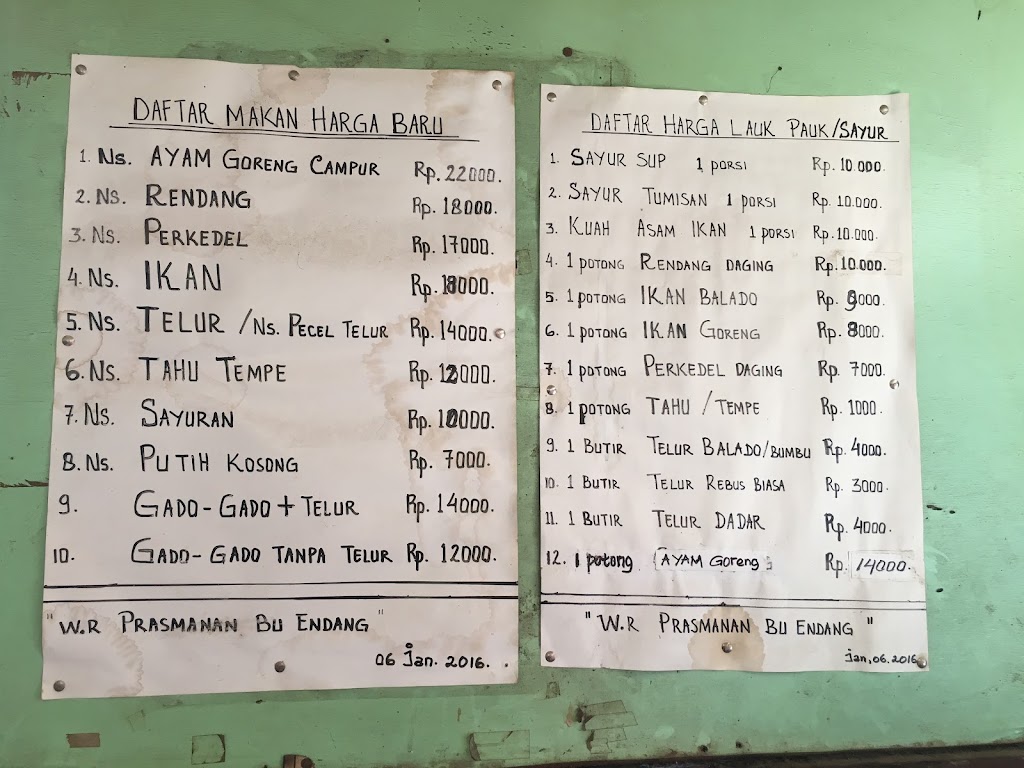 DAFTAR MAKAN HARGA BARU
1. Ns. AYAM GORENG CAMPUR Rp. 22000.
2. Ns. RENDANG Rp. 18000.
3. Ns. PERKEDEL Rp. 17000.
4. Ns. IKAN Rp. 18000.
5. Ns. TELUR / Ns. PECEL TELUR Rp. 14000.
6. Ns. TAHU TEMPE Rp. 12000.
7. Ns. SAYURAN Rp. 10000.
8. Ns. PUTIH KOSONG Rp. 7000.
9. GADO-GADO + TELUR Rp. 14000.
10. GADO-GADO TANPA TELUR Rp. 12000.
"W.R PRASMANAN BU ENDANG"
06 Jan. 2016.
DAFTAR HARGA LAUK PAUK/SAYUR
1. SAYUR SUP 1 PORSI Rp. 10.000.
2. SAYUR TUMISAN 1 PORSI Rp. 10.000.
3. KUAH ASAM IKAN 1 PORSI Rp. 10.000.
4. 1 POTONG RENDANG DAGING Rp. 10.000.
5. 1 POTONG IKAN BALADO Rp. 9000.
6. 1 POTONG IKAN GORENG Rp. 8000.
7. 1 POTONG PERKEDEL DAGING Rp. 7000.
8. 1 POTONG TAHU / TEMPE Rp. 1000.
9. 1 BUTIR TELUR BALADO/BUMBU Rp. 4000.
10. 1 BUTIR TELUR REBUS BIASA Rp. 3000.
11. 1 BUTIR TELUR DADAR Rp. 4000.
12. 1 potong AYAM Goreng Rp. 14000.
"W.R PRASMANAN BU ENDANG"
Jan, 06. 2016